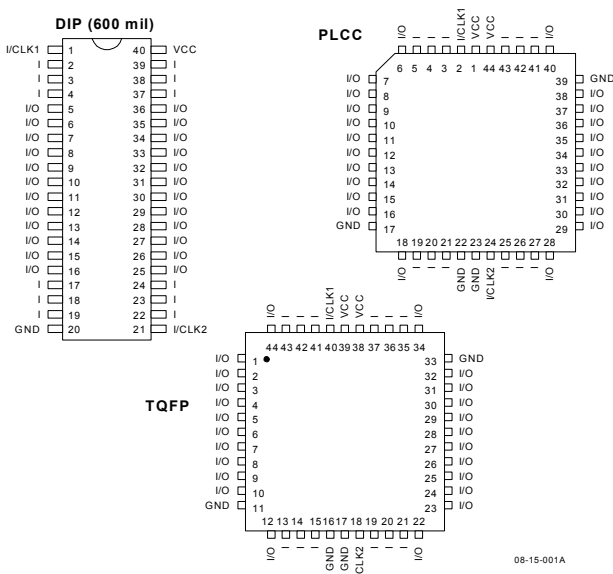 DIP (600 mil)
I/CLK1 1 40 VCC
I 2 39 I
I 3 38 I
I 4 37 I
I/O 5 36 I/O
I/O 6 35 I/O
I/O 7 34 I/O
I/O 8 33 I/O
I/O 9 32 I/O
I/O 10 31 I/O
I/O 11 30 I/O
I/O 12 29 I/O
I/O 13 28 I/O
I/O 14 27 I/O
I/O 15 26 I/O
I/O 16 25 I/O
I 17 24 I
I 18 23 I
I 19 22 I
GND 20 21 I/CLK2
PLCC
I/O I I I I/CLK1 VCC VCC I I I I/O
6 5 4 3 2 1 44 43 42 41 40
I/O 7 39 GND
I/O 8 38 I/O
I/O 9 37 I/O
I/O 10 36 I/O
I/O 11 35 I/O
I/O 12 34 I/O
I/O 13 33 I/O
I/O 14 32 I/O
I/O 15 31 I/O
I/O 16 30 I/O
GND 17 29 I/O
18 19 20 21 22 23 24 25 26 27 28
I/O I I I GND GND I/CLK2 I I I I/O
TQFP
I/O I I I I/CLK1 VCC VCC I I I I/O
44 43 42 41 40 39 38 37 36 35 34
I/O 1 33 GND
I/O 2 32 I/O
I/O 3 31 I/O
I/O 4 30 I/O
I/O 5 29 I/O
I/O 6 28 I/O
I/O 7 27 I/O
I/O 8 26 I/O
I/O 9 25 I/O
I/O 10 24 I/O
GND 11 23 I/O
12 13 14 15 16 17 18 19 20 21 22
I/O I I I GND GND CLK2 I I I I/O
08-15-001A